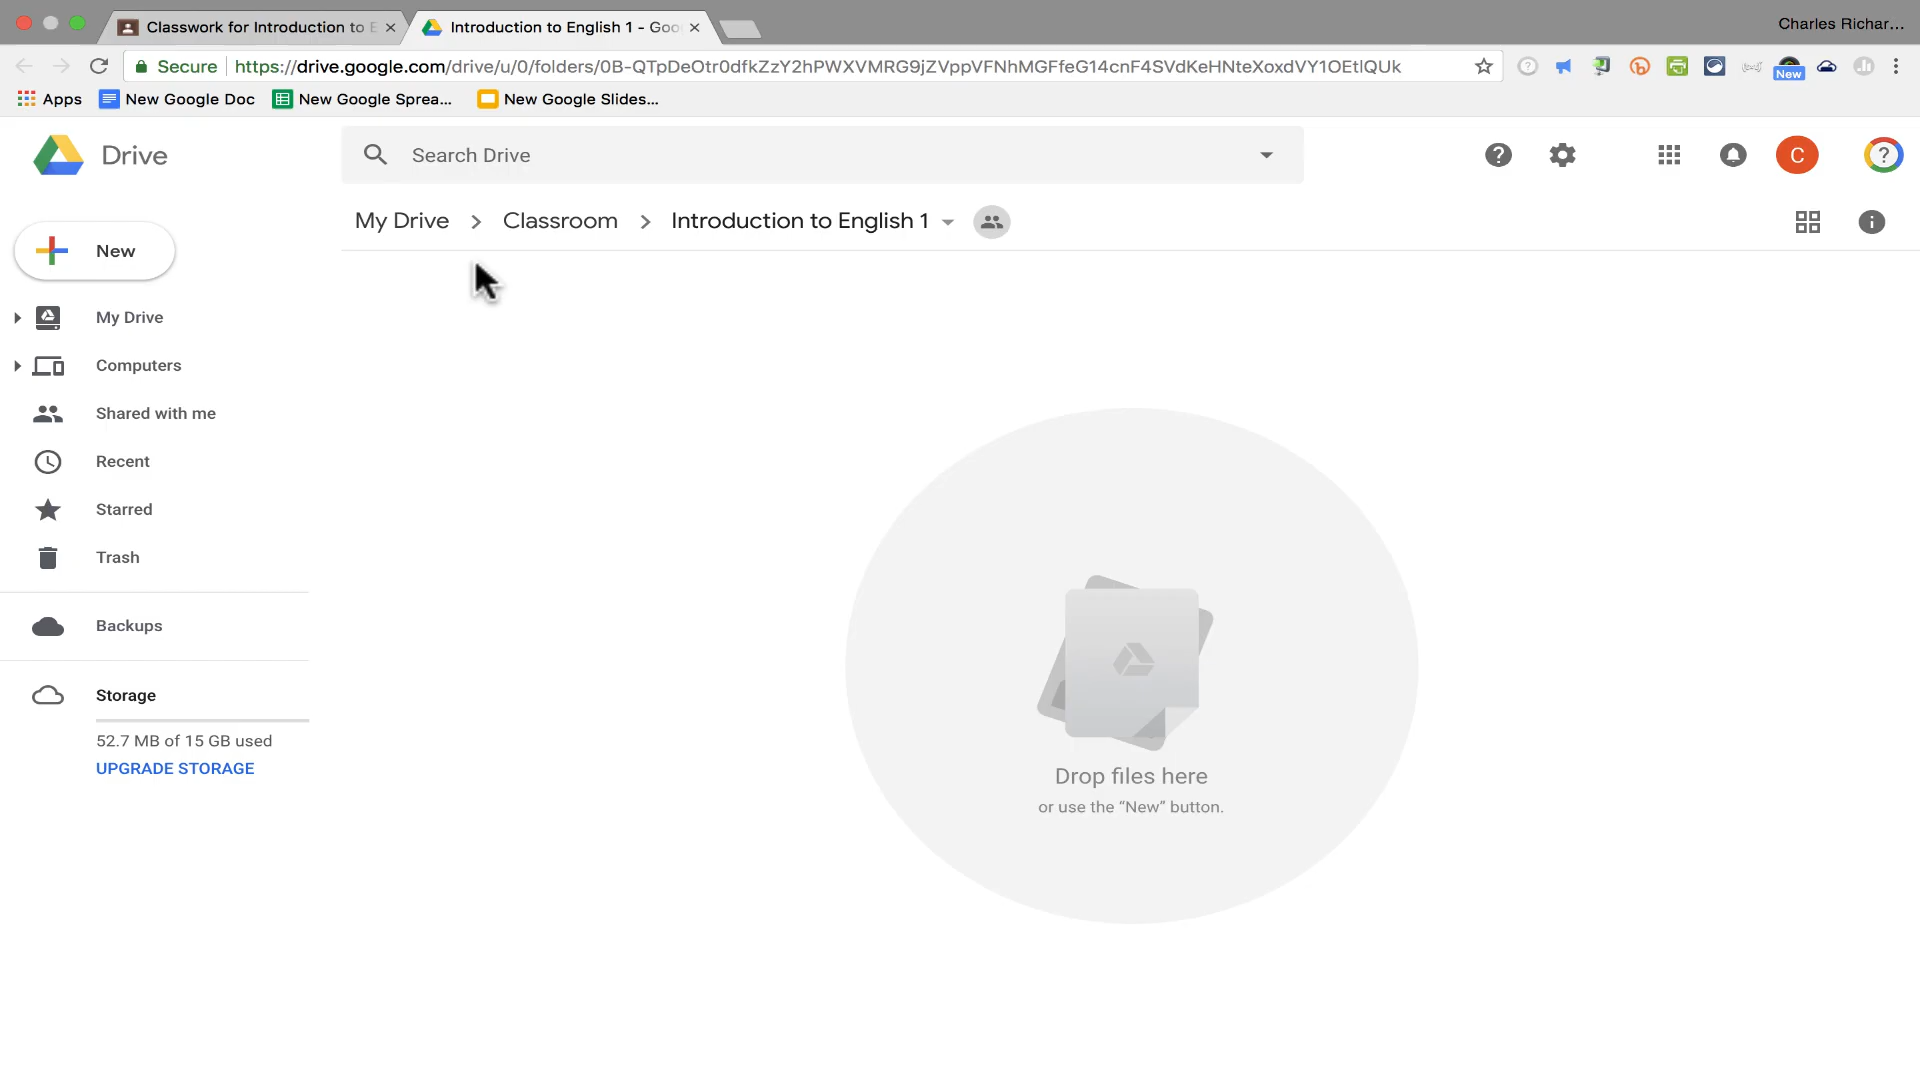 Classwork for Introduction to E
Introduction to English 1 - Goo
Charles Richar...
Secure
https://drive.google.com/drive/u/0/folders/0B-QTpDeOtr0dfkZzY2hPWXVMRG9jZVppVFNhMGFfeG14cnF4SVdKeHNteXoxdVY1OEtlQUk
New
Apps
New Google Doc
New Google Sprea...
New Google Slides...
Drive
Search Drive
C
My Drive
Classroom
Introduction to English 1
New
My Drive
Computers
Shared with me
Recent
Starred
Trash
Backups
Storage
52.7 MB of 15 GB used
UPGRADE STORAGE
Drop files here
or use the “New” button.